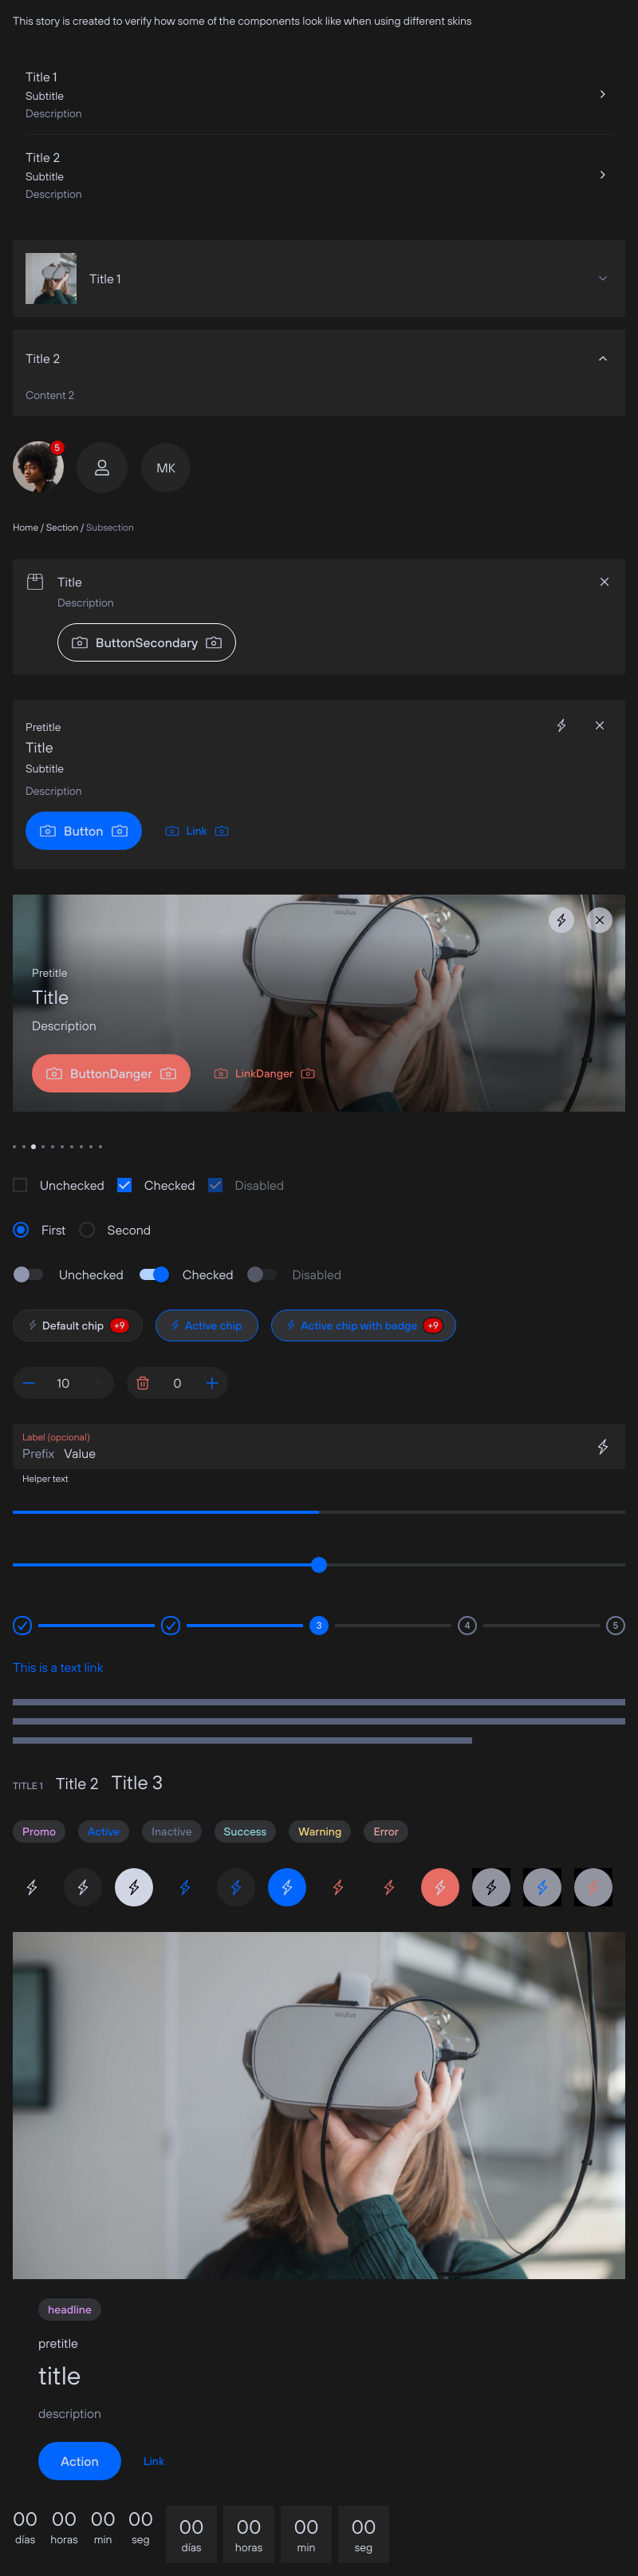 This story is created to verify how some of the components look like when using different skins
Title 1
Subtitle
Description
Title 2
Subtitle
Description
Title 1
Title 2
Content 2
5
MK
Home / Section / Subsection
Title
Description
ButtonSecondary
Pretitle
Title
Subtitle
Description
Button Link
oculus
Pretitle
Title
Description
ButtonDanger LinkDanger
Unchecked Checked Disabled
First Second
Unchecked Checked Disabled
Default chip +9 Active chip Active chip with badge +9
10 0
Label (opcional)
Prefix Value
Helper text
3 4 5
This is a text link
TITLE 1 Title 2 Title 3
Promo Active Inactive Success Warning Error
oculus
headline
pretitle
title
description
Action Link
00 00 00 00 00 00 00 00
días horas min seg días horas min seg